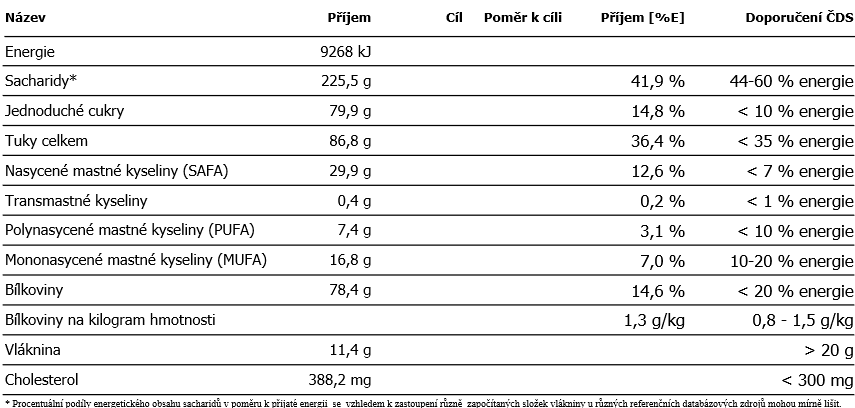 Název Příjem Cíl Poměr k cíli Příjem [%E] Doporučení ČDS
Energie 9268 kJ
Sacharidy* 225,5 g 41,9 % 44-60 % energie
Jednoduché cukry 79,9 g 14,8 % < 10 % energie
Tuky celkem 86,8 g 36,4 % < 35 % energie
Nasycené mastné kyseliny (SAFA) 29,9 g 12,6 % < 7 % energie
Transmastné kyseliny 0,4 g 0,2 % < 1 % energie
Polynasycené mastné kyseliny (PUFA) 7,4 g 3,1 % < 10 % energie
Mononasycené mastné kyseliny (MUFA) 16,8 g 7,0 % 10-20 % energie
Bílkoviny 78,4 g 14,6 % < 20 % energie
Bílkoviny na kilogram hmotnosti 1,3 g/kg 0,8 - 1,5 g/kg
Vláknina 11,4 g > 20 g
Cholesterol 388,2 mg < 300 mg
* Procentuální podíly energetického obsahu sacharidů v poměru k přijaté energii se vzhledem k zastoupení různě započítaných složek vlákniny u různých referenčních databázových zdrojů mohou mírně lišit.